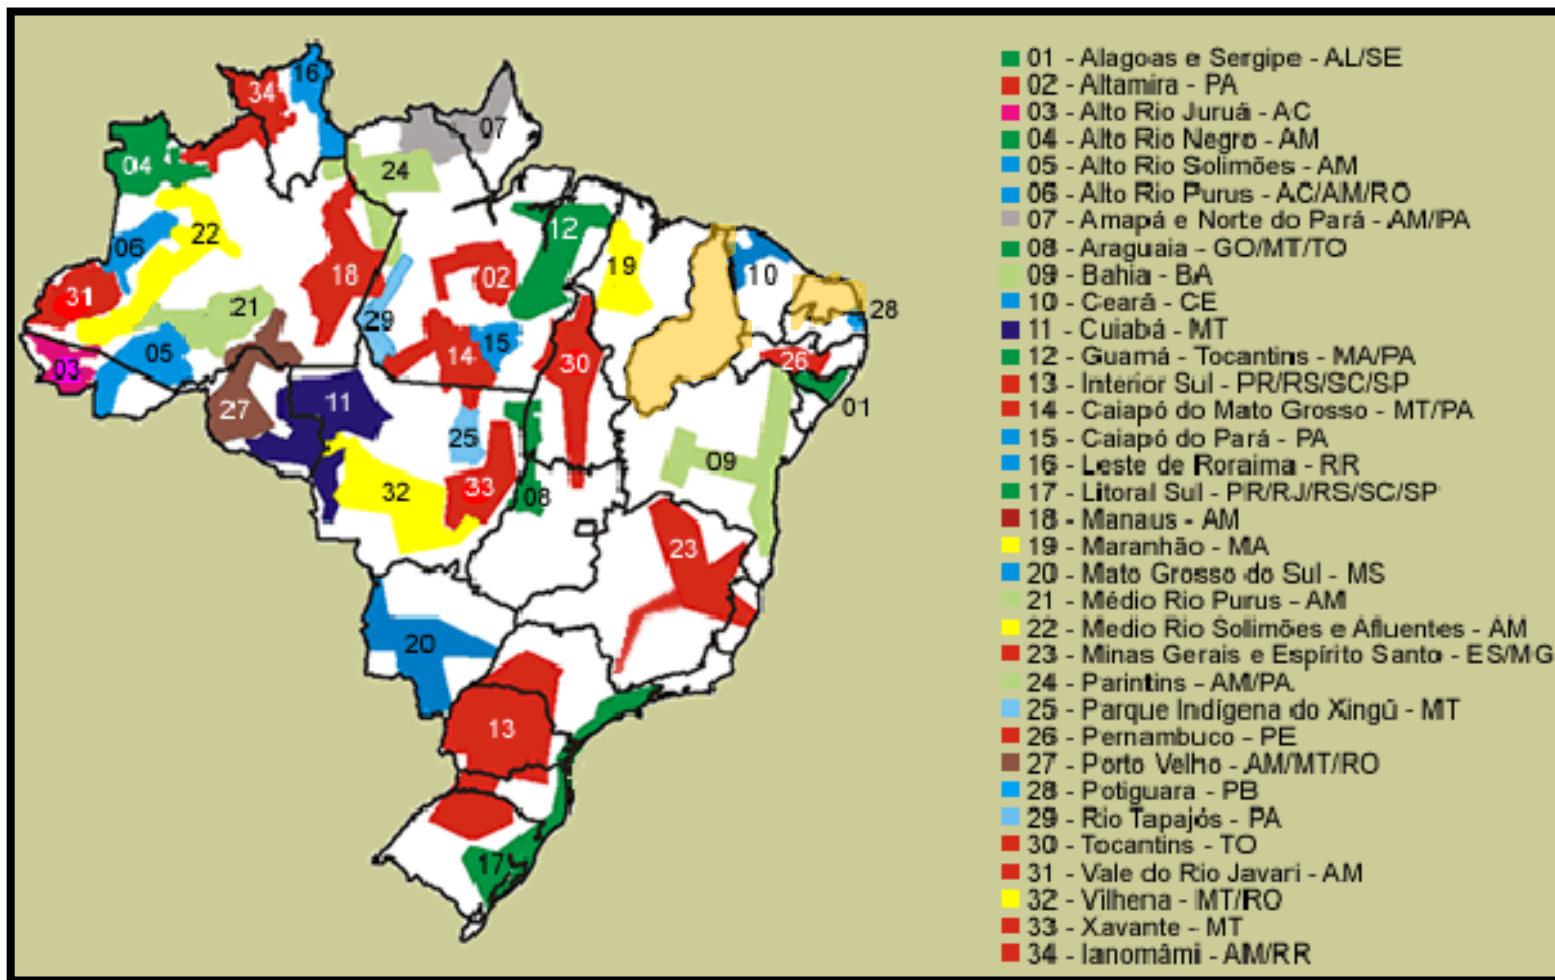 16
34
07
04
24
12
22
06
18
02
19
10
31
28
21
29
15
05
14
30
26
03
11
27
01
25
09
32
33
08
23
20
13
17
01 - Alagoas e Sergipe - AL/SE
02 - Altamira - PA
03 - Alto Rio Juruá - AC
04 - Alto Rio Negro - AM
05 - Alto Rio Solimões - AM
06 - Alto Rio Purus - AC/AM/RO
07 - Amapá e Norte do Pará - AM/PA
08 - Araguaia - GO/MT/TO
09 - Bahia - BA
10 - Ceará - CE
11 - Cuiabá - MT
12 - Guamá - Tocantins - MA/PA
13 - Interior Sul - PR/RS/SC/SP
14 - Caiapó do Mato Grosso - MT/PA
15 - Caiapó do Pará - PA
16 - Leste de Roraima - RR
17 - Litoral Sul - PR/RJ/RS/SC/SP
18 - Manaus - AM
19 - Maranhão - MA
20 - Mato Grosso do Sul - MS
21 - Médio Rio Purus - AM
22 - Medio Rio Solimões e Afluentes - AM
23 - Minas Gerais e Espírito Santo - ES/MG
24 - Parintins - AM/PA
25 - Parque Indígena do Xingú - MT
26 - Pernambuco - PE
27 - Porto Velho - AM/MT/RO
28 - Potiguara - PB
29 - Rio Tapajós - PA
30 - Tocantins - TO
31 - Vale do Rio Javari - AM
32 - Vilhena - MT/RO
33 - Xavante - MT
34 - Ianomâmi - AM/RR